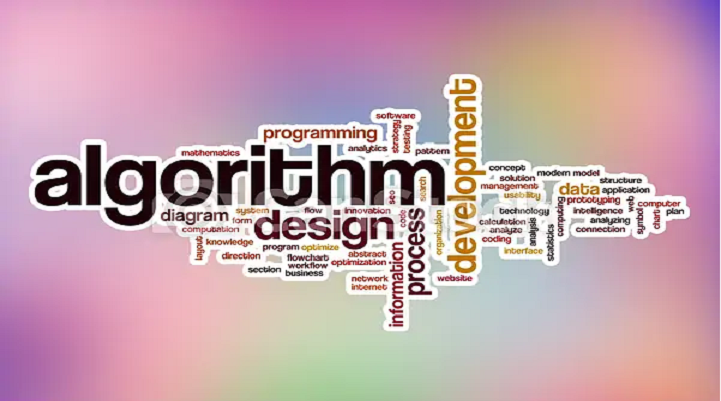 software
programming
strategy
testing
development
analytics
pattern
mathematics
algorithm
concept
solution
modern model
structure
management
data
application
usability
search
seo
prototyping
web
computer
diagram
system
flow
innovation
code
process
organization
technology
computing
intelligence
symbol
chart
plan
form
design
calculation
analysis
analyzing
computation
analyze
statistics
connection
layout
knowledge
coding
program
optimize
information
interface
direction
flowchart
abstract
workflow
optimization
section
business
network
website
internet